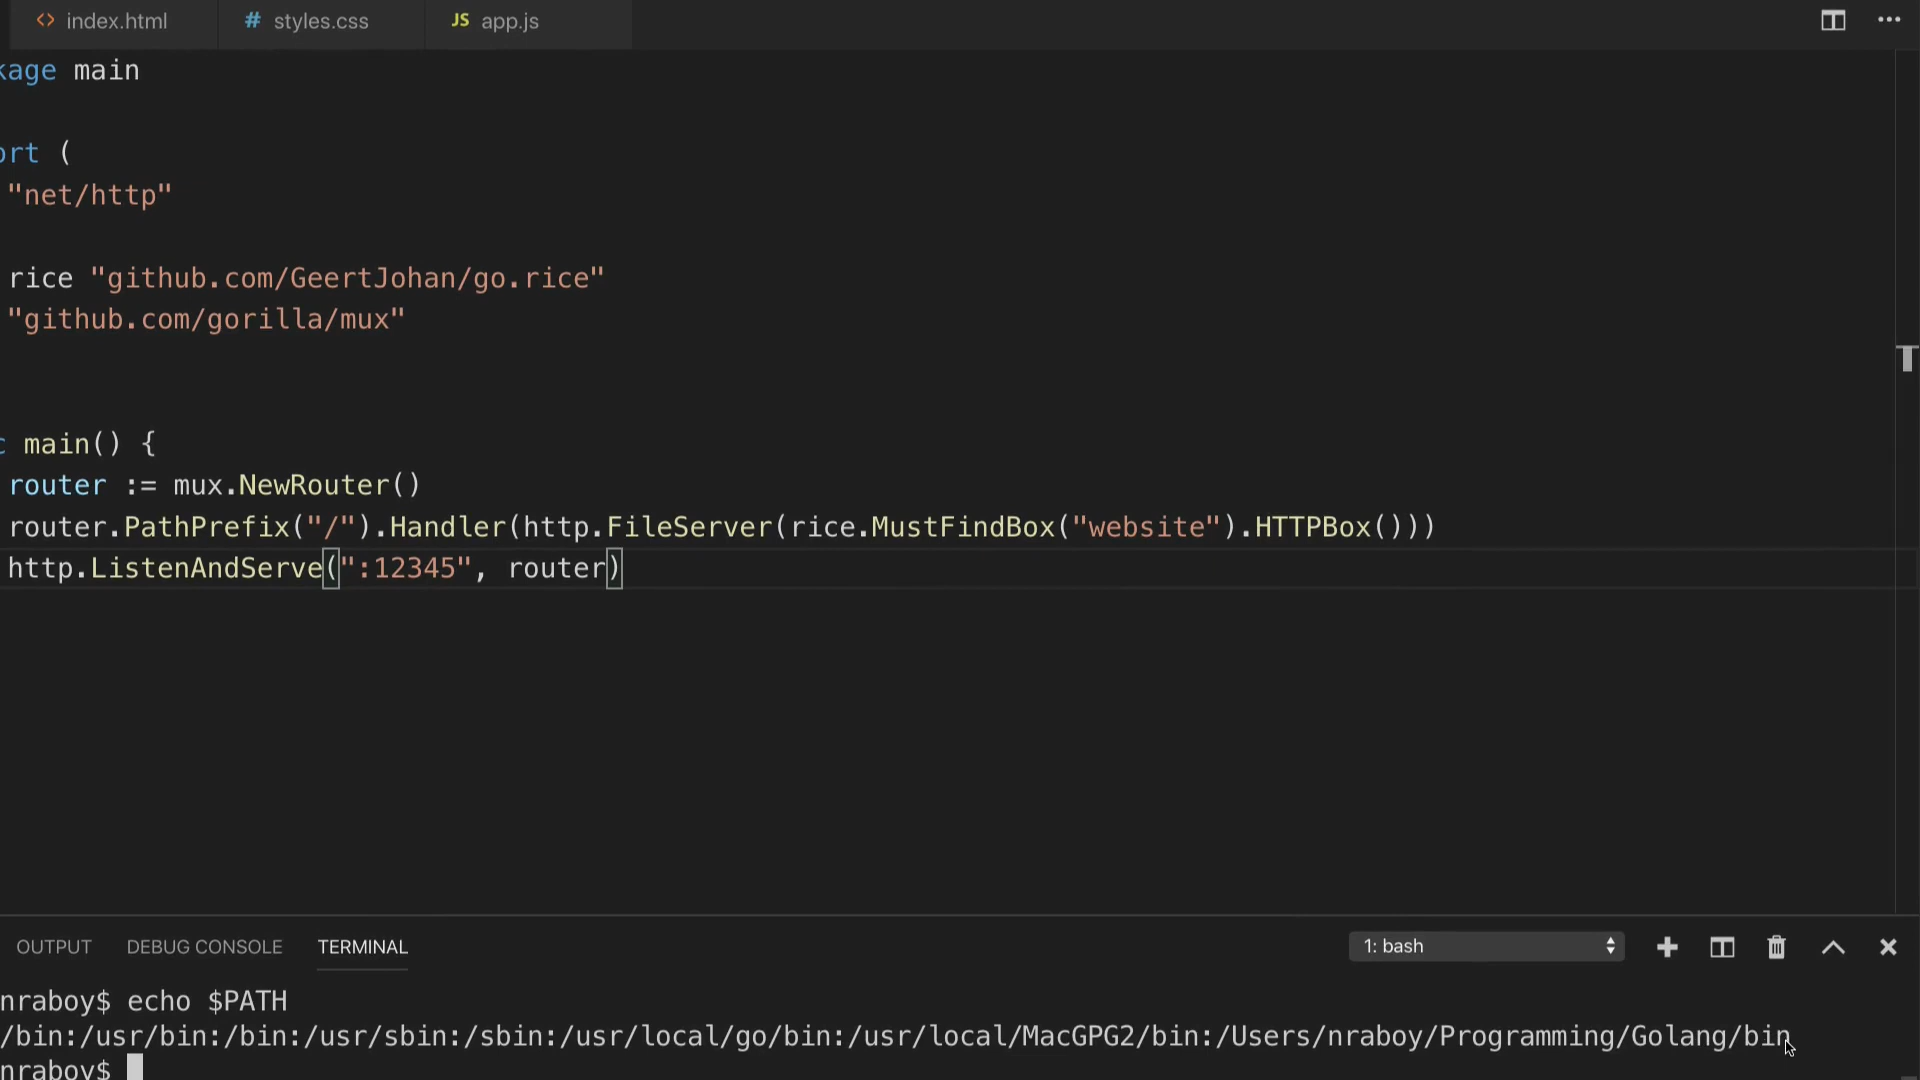 <> index.html # styles.css JS app.js
kage main
ort (
"net/http"
rice "github.com/GeertJohan/go.rice"
"github.com/gorilla/mux"
c main() {
router := mux.NewRouter()
router.PathPrefix("/").Handler(http.FileServer(rice.MustFindBox("website").HTTPBox()))
http.ListenAndServe(":12345", router)
OUTPUT DEBUG CONSOLE TERMINAL 1: bash
nraboy$ echo $PATH
/bin:/usr/bin:/bin:/usr/sbin:/sbin:/usr/local/go/bin:/usr/local/MacGPG2/bin:/Users/nraboy/Programming/Golang/bin
nraboy$